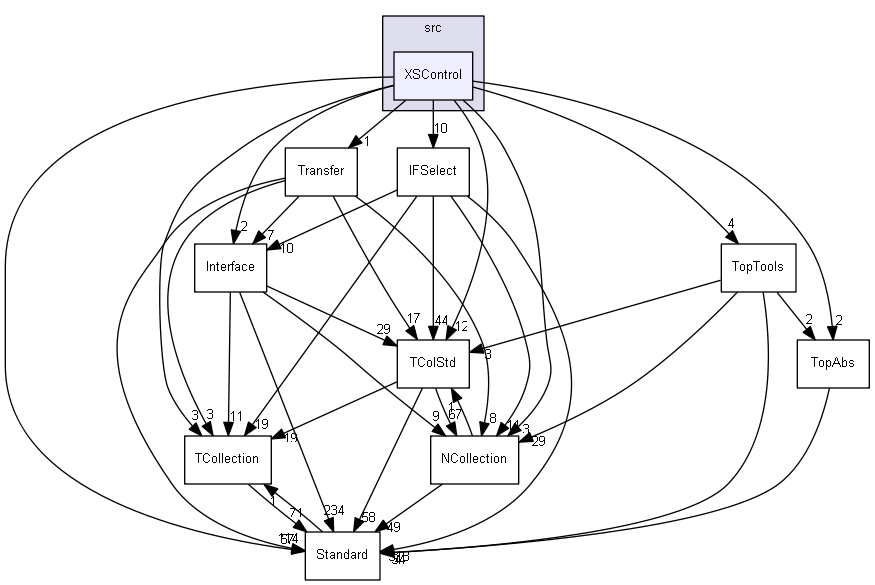 src
XSControl
10
1
Transfer
IFSelect
4
2
7
10
Interface
TopTools
17
44
12
29
2
2
3
TColStd
TopAbs
3
3
11
19
19
9
1
67
8
3
29
TCollection
NCollection
1
71
234
58
49
Standard